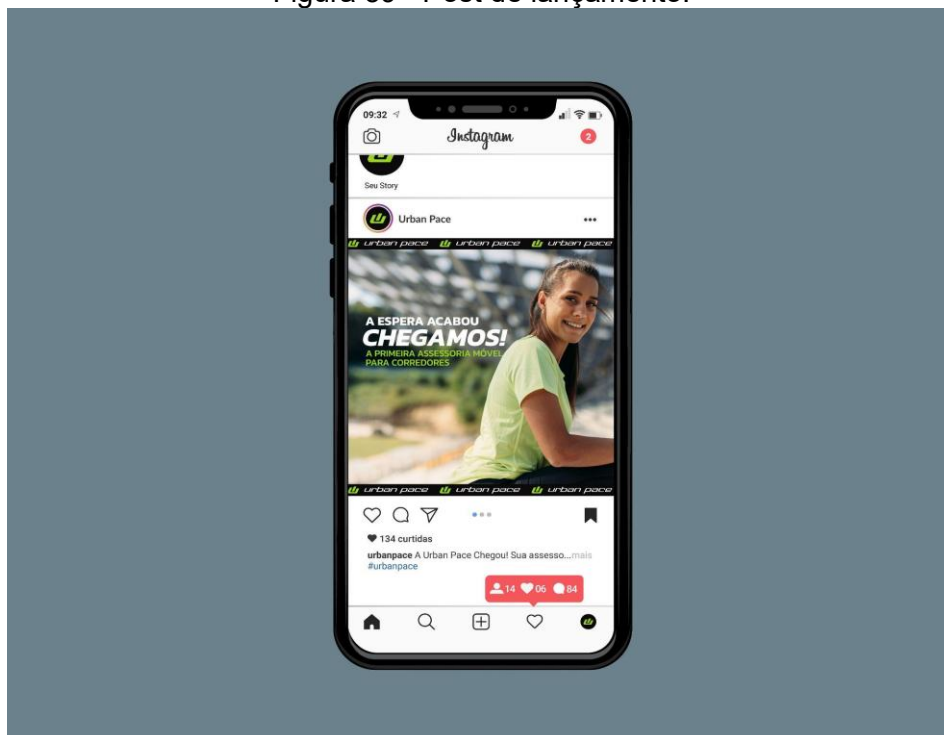 09:32
Instagram
2
Seu Story
Urban Pace
urban pace urban pace urban pace
A ESPERA ACABOU
CHEGAMOS!
A PRIMEIRA ASSESSORIA MÓVEL
PARA CORREDORES
urban pace urban pace urban pace
134 curtidas
urbanpace A Urban Pace Chegou! Sua assesso...mais
#urbanpace
14 06 84